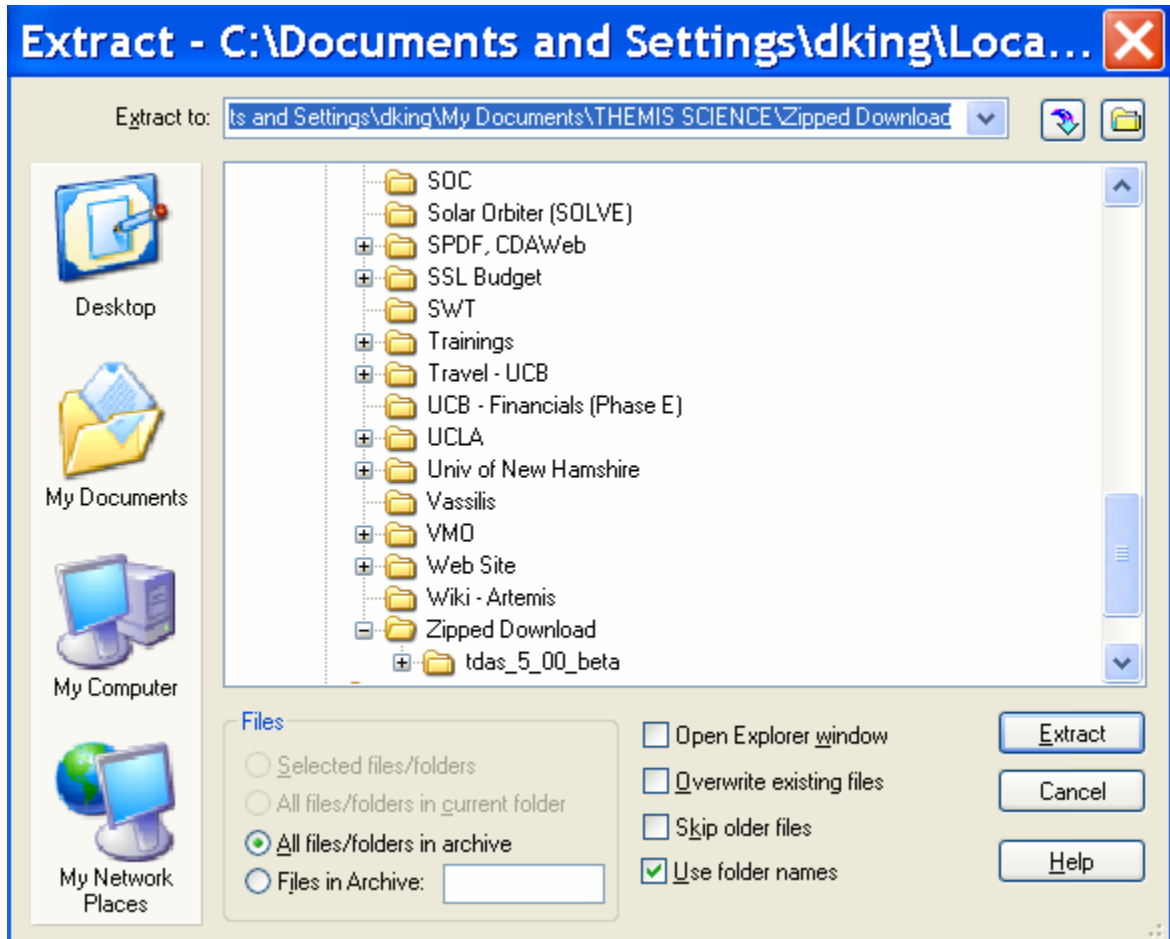 Extract - C:\Documents and Settings\dking\Loca...
Extract to: ts and Settings\dking\My Documents\THEMIS SCIENCE\Zipped Download
SOC
Solar Orbiter (SOLVE)
SPDF, CDAWeb
SSL Budget
SWT
Trainings
Travel - UCB
UCB - Financials (Phase E)
UCLA
Univ of New Hamshire
Vassilis
VMO
Web Site
Wiki - Artemis
Zipped Download
tdas_5_00_beta
Desktop
My Documents
My Computer
My Network
Places
Files
Selected files/folders
All files/folders in current folder
All files/folders in archive
Files in Archive:
Open Explorer window
Overwrite existing files
Skip older files
Use folder names
Extract
Cancel
Help